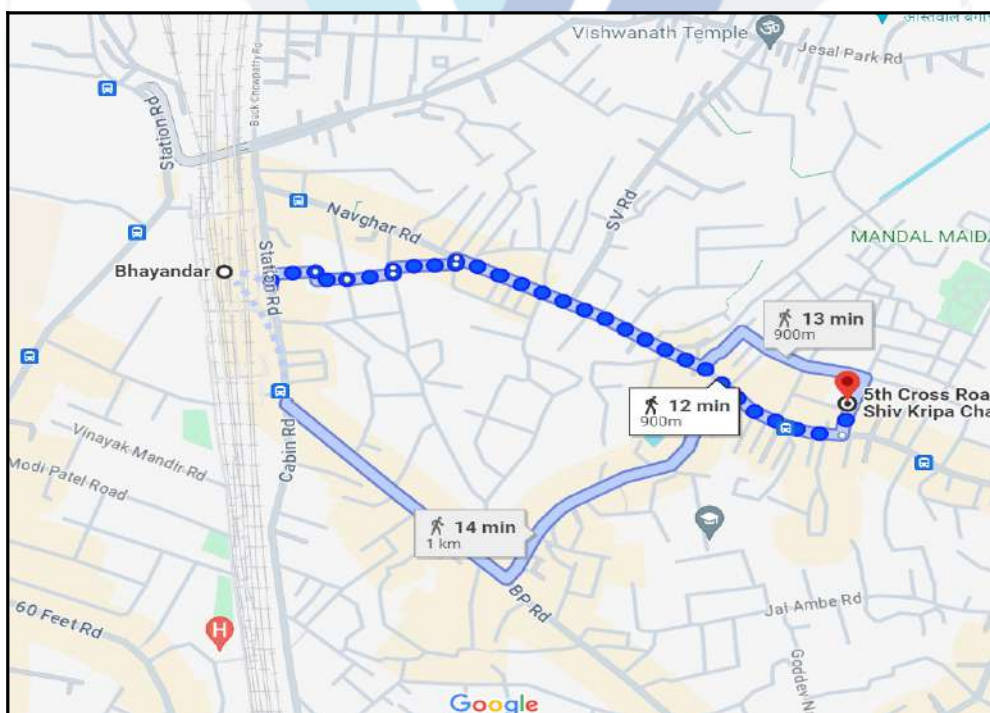 Vishwanath Temple
Jesal Park Rd
Back Chowpatty Rd
Station Rd
SV Rd
Navghar Rd
MANDAL MAIDA
Bhayandar
Station Rd
13 min
900m
5th Cross Roa
Shiv Kripa Cha
12 min
900m
Vinayak Mandir Rd
Cabin Rd
Modi Patel Road
14 min
1 km
BP Rd
Jai Ambe Rd
60 Feet Rd
H
Goddev N
Google